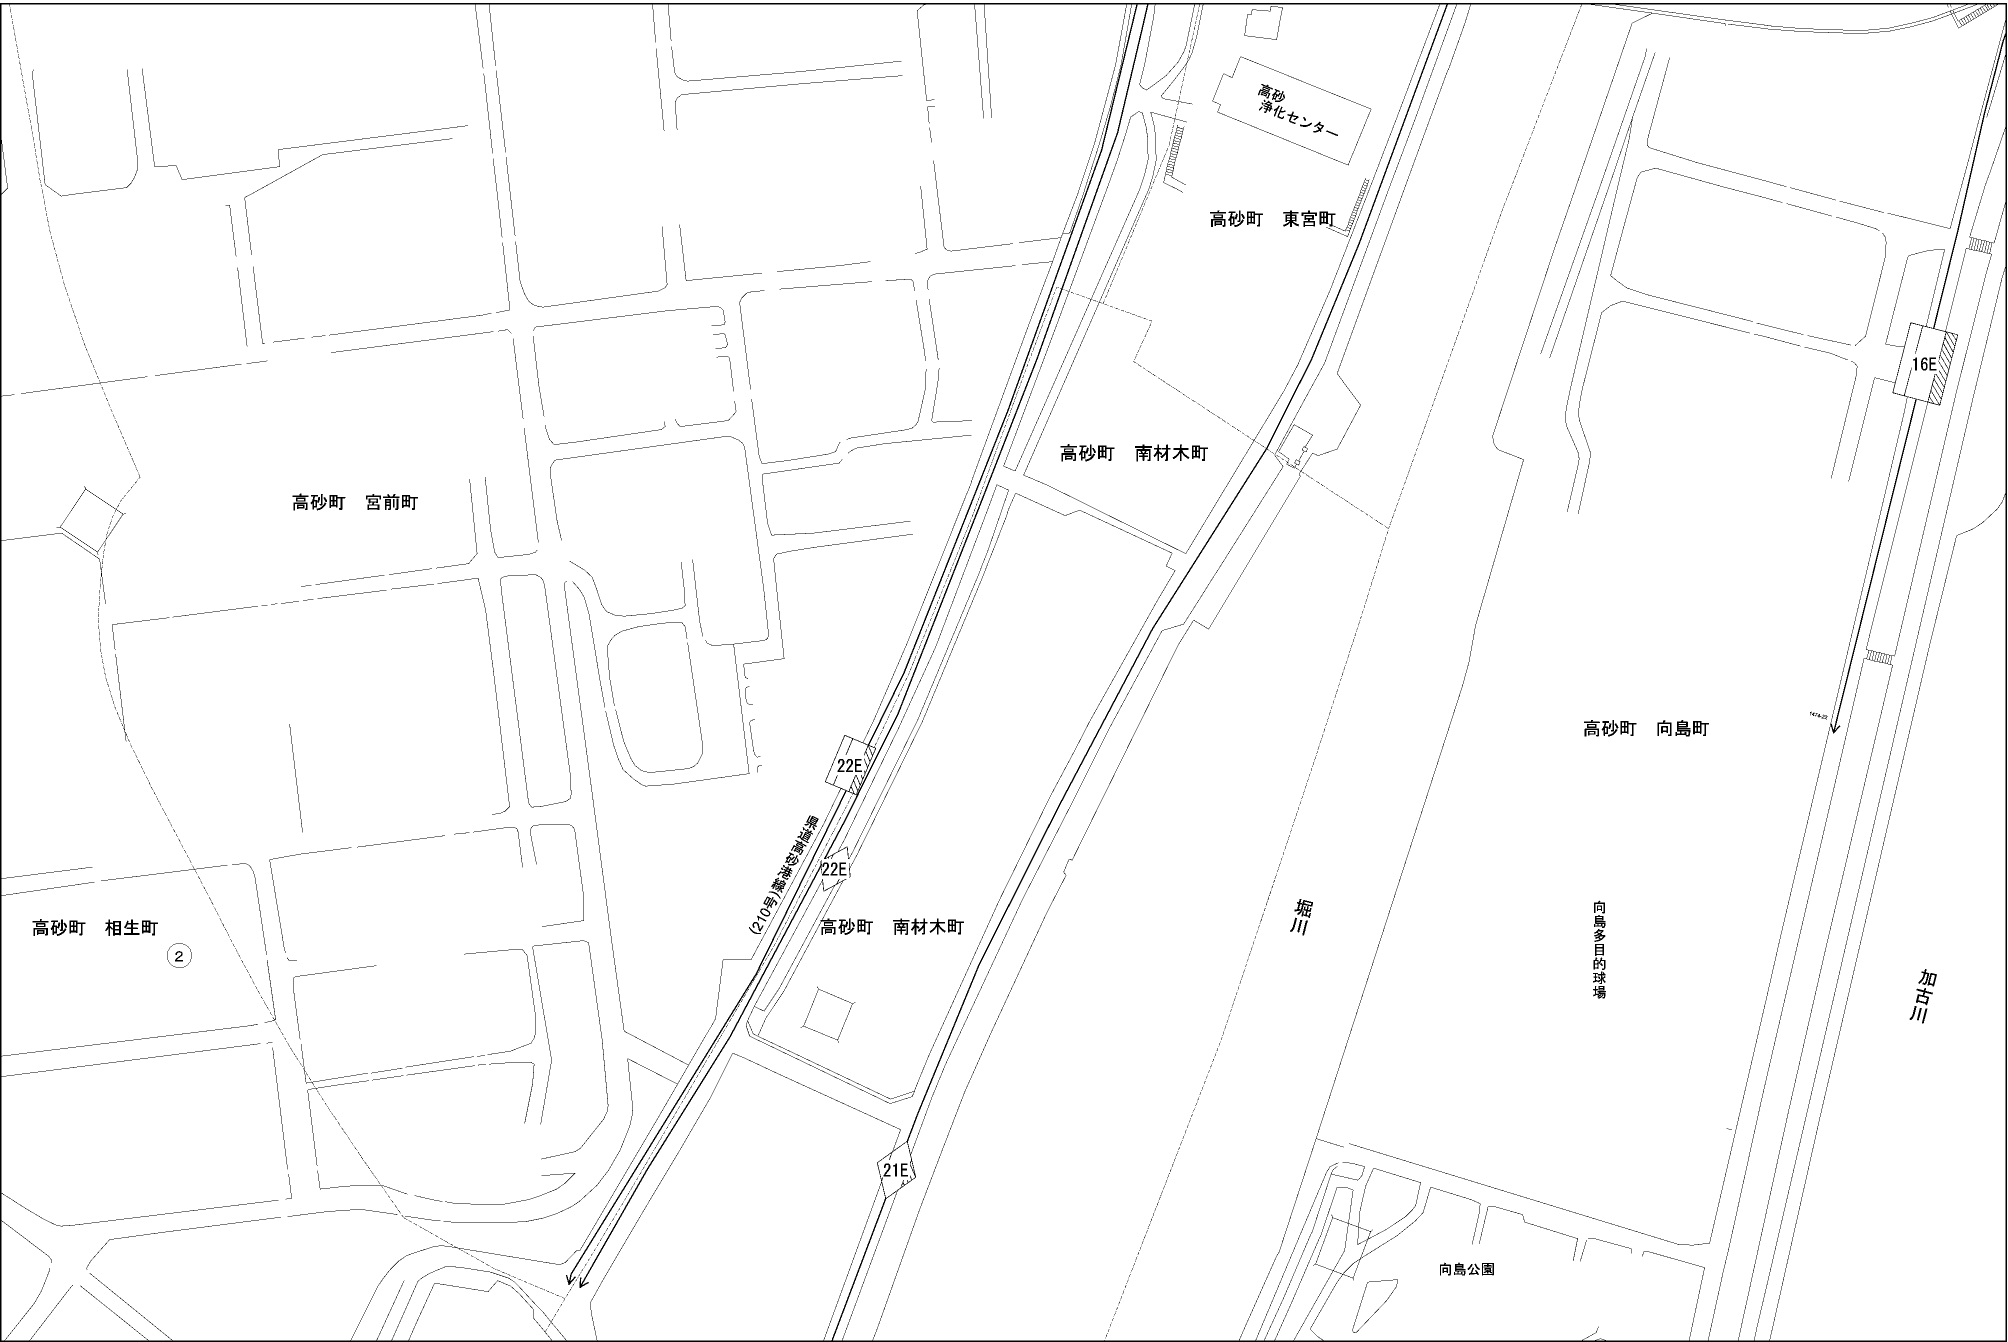 高砂
浄化センター
高砂町　東宮町
16E
高砂町　南材木町
高砂町　宮前町
高砂町　向島町
22E
県道高砂港線
(210号)
22E
高砂町　相生町
2
高砂町　南材木町
堀川
向島多目的球場
加古川
21E
向島公園